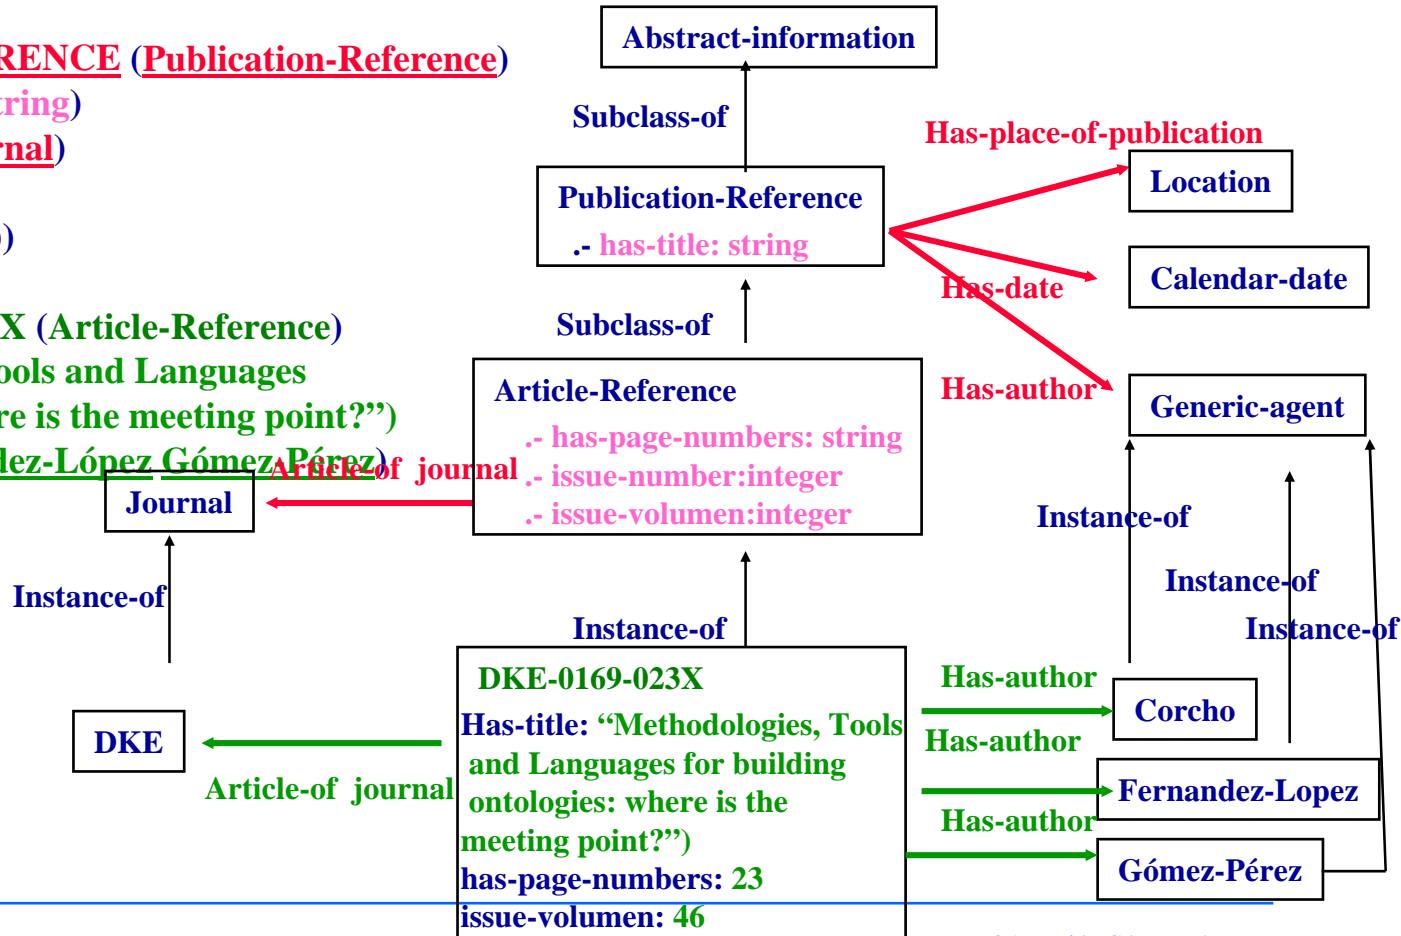 RENCE (Publication-Reference)
tring)
rnal)
))
X (Article-Reference)
ools and Languages
re is the meeting point?”)
dez-López Gómez-Pérez)
Abstract-information
Subclass-of
Publication-Reference
.- has-title: string
Has-place-of-publication
Location
Has-date
Calendar-date
Has-author
Generic-agent
Subclass-of
Article-Reference
.- has-page-numbers: string
.- issue-number:integer
.- issue-volumen:integer
Article-of journal
Journal
Instance-of
Instance-of
Instance-of
Instance-of
Instance-of
DKE
Article-of journal
DKE-0169-023X
Has-title: “Methodologies, Tools
and Languages for building
ontologies: where is the
meeting point?”)
has-page-numbers: 23
issue-volumen: 46
Has-author
Corcho
Has-author
Fernandez-Lopez
Has-author
Gómez-Pérez